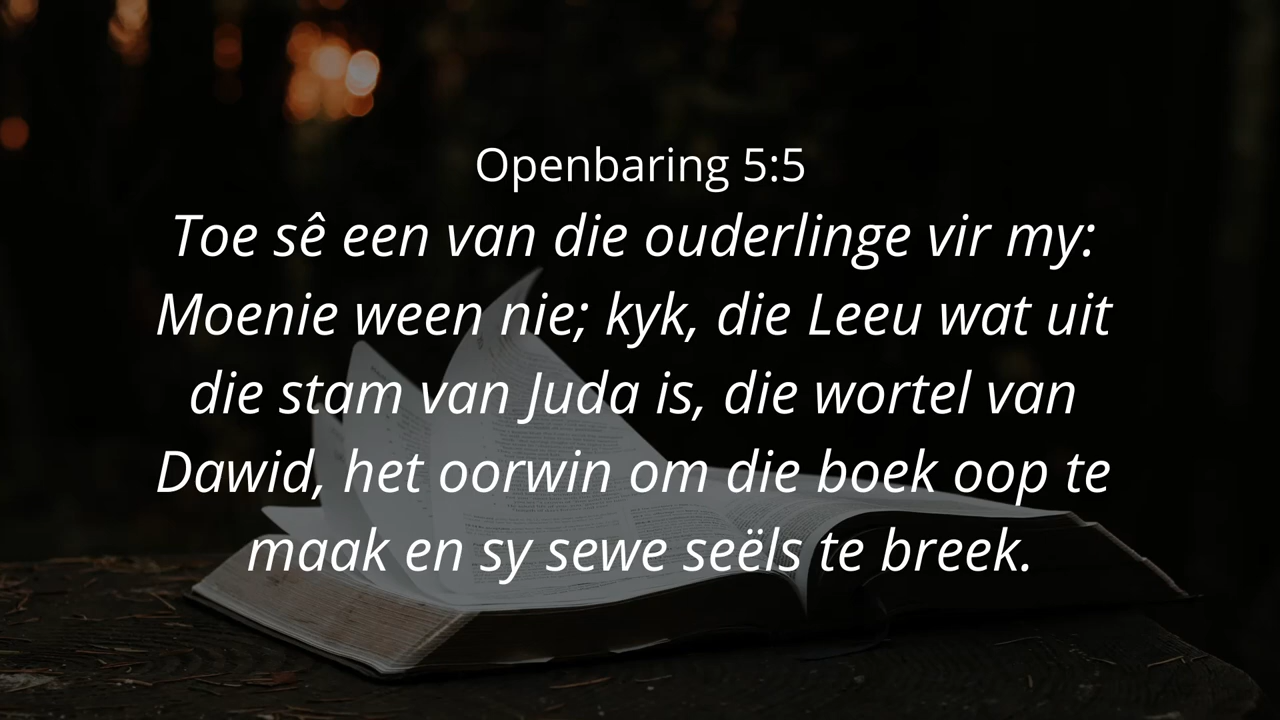 Openbaring 5:5
Toe sê een van die ouderlinge vir my:
Moenie ween nie; kyk, die Leeu wat uit
die stam van Juda is, die wortel van
Dawid, het oorwin om die boek oop te
maak en sy sewe seëls te breek.